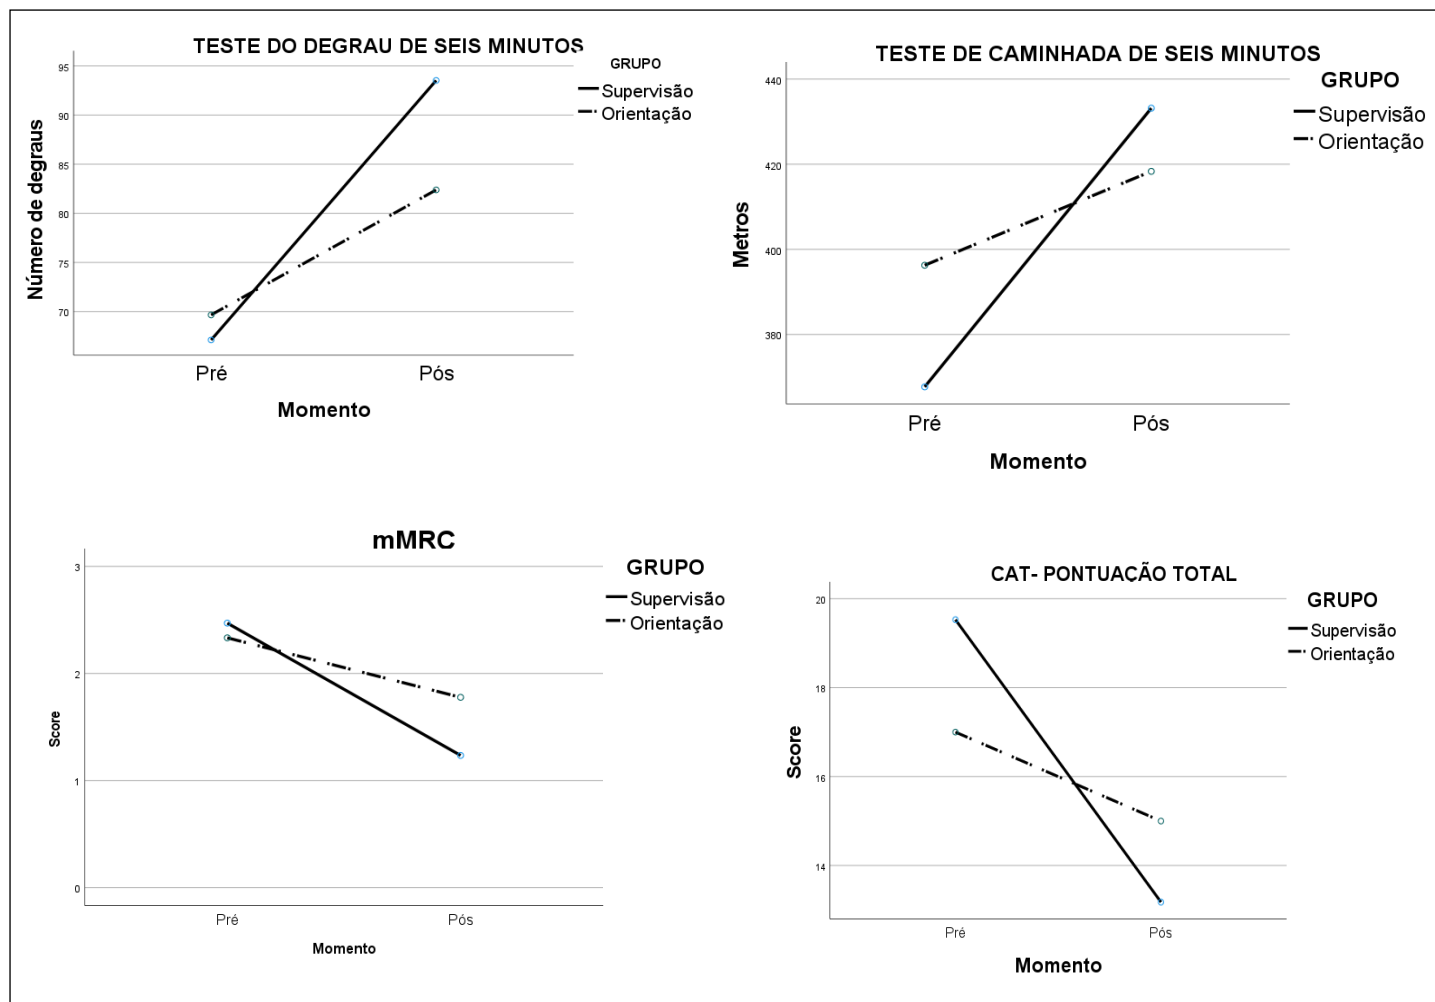 TESTE DO DEGRAU DE SEIS MINUTOS
GRUPO
Supervisão
Orientação
95
90
85
80
75
70
Número de degraus
Pré
Pós
Momento
TESTE DE CAMINHADA DE SEIS MINUTOS
GRUPO
Supervisão
Orientação
440
420
400
380
Metros
Pré
Pós
Momento
mMRC
GRUPO
Supervisão
Orientação
3
2
1
0
Score
Pré
Pós
Momento
CAT- PONTUAÇÃO TOTAL
GRUPO
Supervisão
Orientação
20
18
16
14
Score
Pré
Pós
Momento